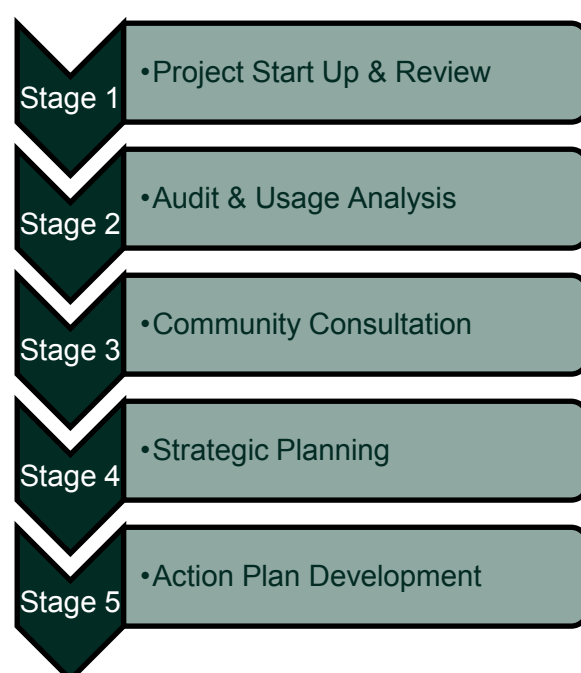 Stage 1
•Project Start Up & Review
Stage 2
•Audit & Usage Analysis
Stage 3
•Community Consultation
Stage 4
•Strategic Planning
Stage 5
•Action Plan Development